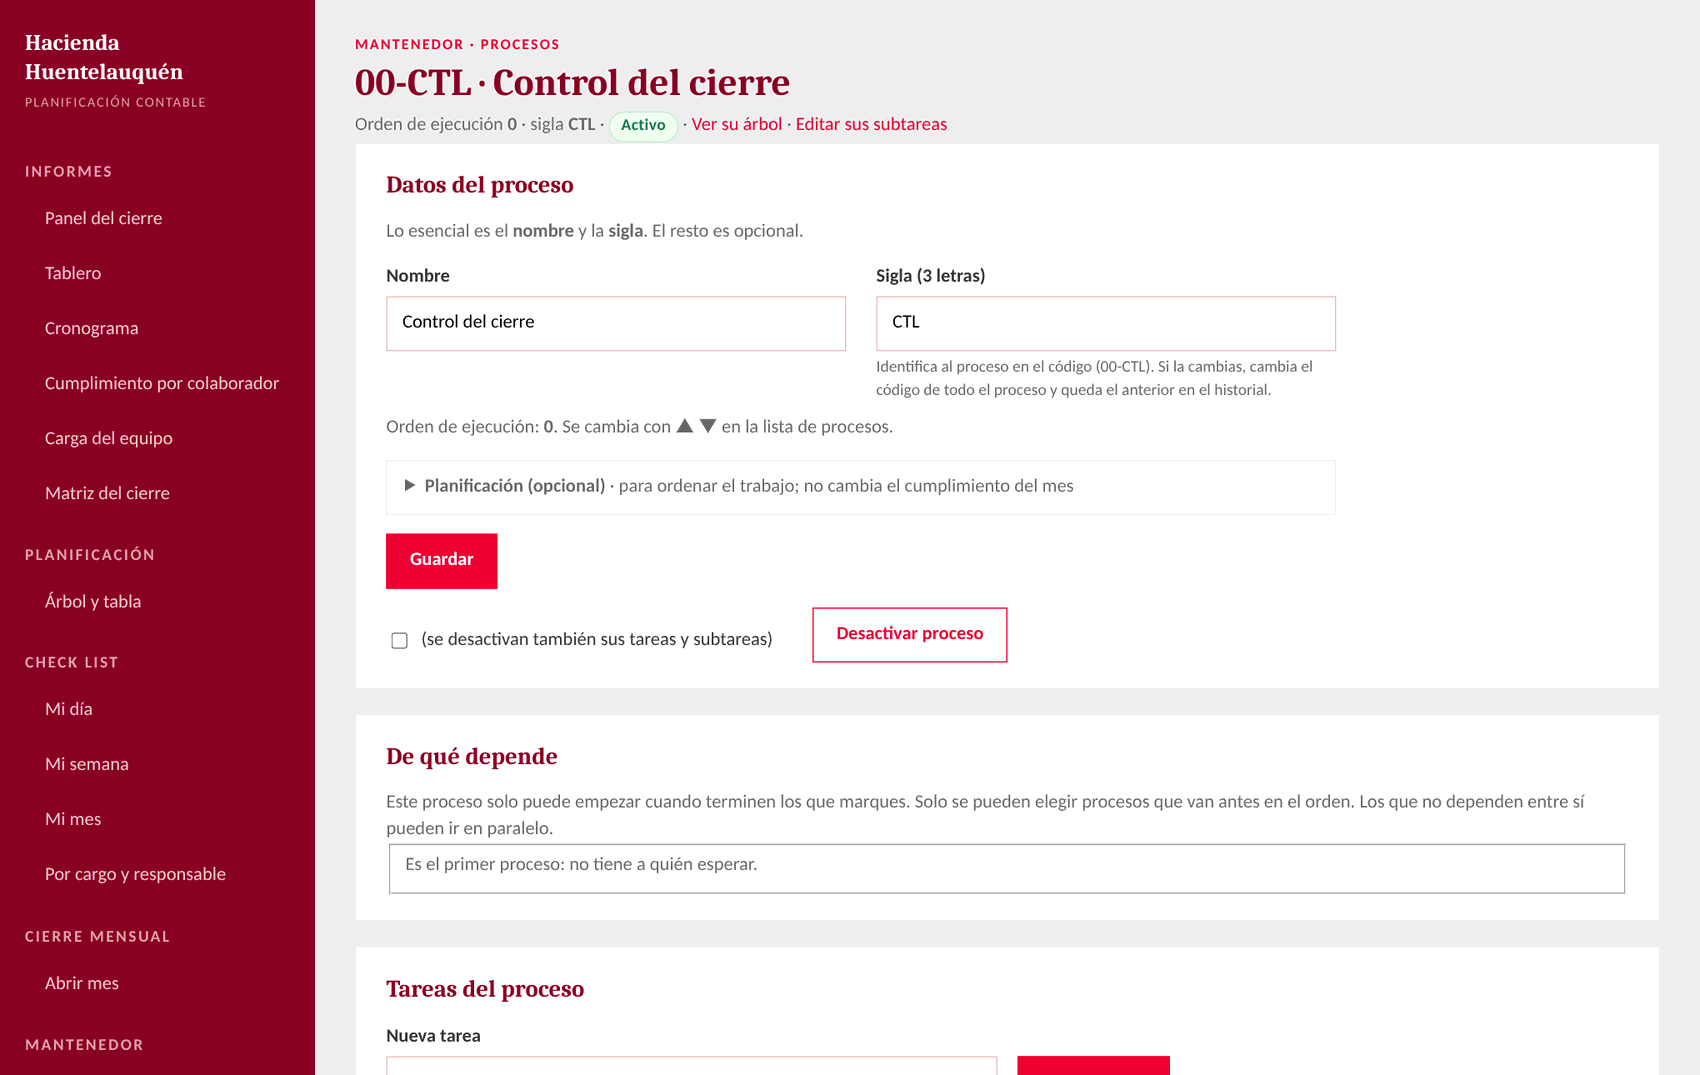 Hacienda
Huentelauquén
PLANIFICACIÓN CONTABLE
INFORMES
Panel del cierre
Tablero
Cronograma
Cumplimiento por colaborador
Carga del equipo
Matriz del cierre
PLANIFICACIÓN
Árbol y tabla
CHECK LIST
Mi día
Mi semana
Mi mes
Por cargo y responsable
CIERRE MENSUAL
Abrir mes
MANTENEDOR
MANTENEDOR · PROCESOS
00-CTL · Control del cierre
Orden de ejecución 0 · sigla CTL · Activo · Ver su árbol · Editar sus subtareas
Datos del proceso
Lo esencial es el nombre y la sigla. El resto es opcional.
Nombre
Control del cierre
Sigla (3 letras)
CTL
Identifica al proceso en el código (00-CTL). Si la cambias, cambia el
código de todo el proceso y queda el anterior en el historial.
Orden de ejecución: 0. Se cambia con ▲ ▼ en la lista de procesos.
▶ Planificación (opcional) · para ordenar el trabajo; no cambia el cumplimiento del mes
Guardar
(se desactivan también sus tareas y subtareas)
Desactivar proceso
De qué depende
Este proceso solo puede empezar cuando terminen los que marques. Solo se pueden elegir procesos que van antes en el orden. Los que no dependen entre sí
pueden ir en paralelo.
Es el primer proceso: no tiene a quién esperar.
Tareas del proceso
Nueva tarea